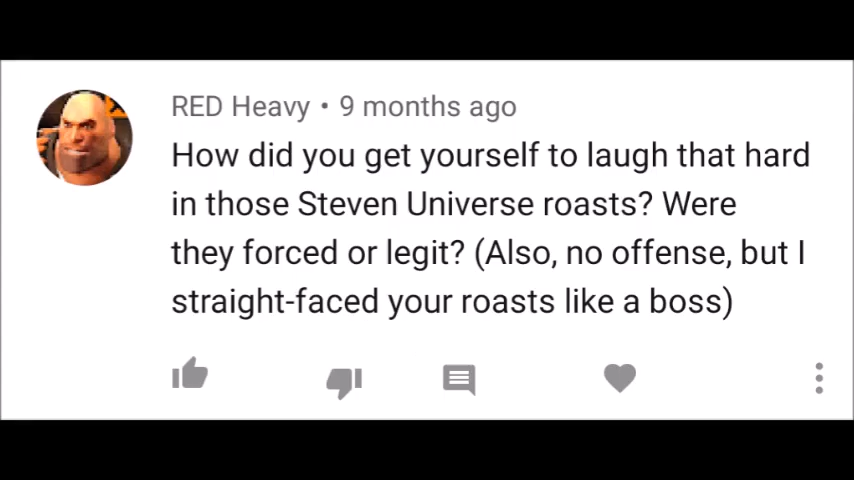 RED Heavy • 9 months ago
How did you get yourself to laugh that hard
in those Steven Universe roasts? Were
they forced or legit? (Also, no offense, but I
straight-faced your roasts like a boss)